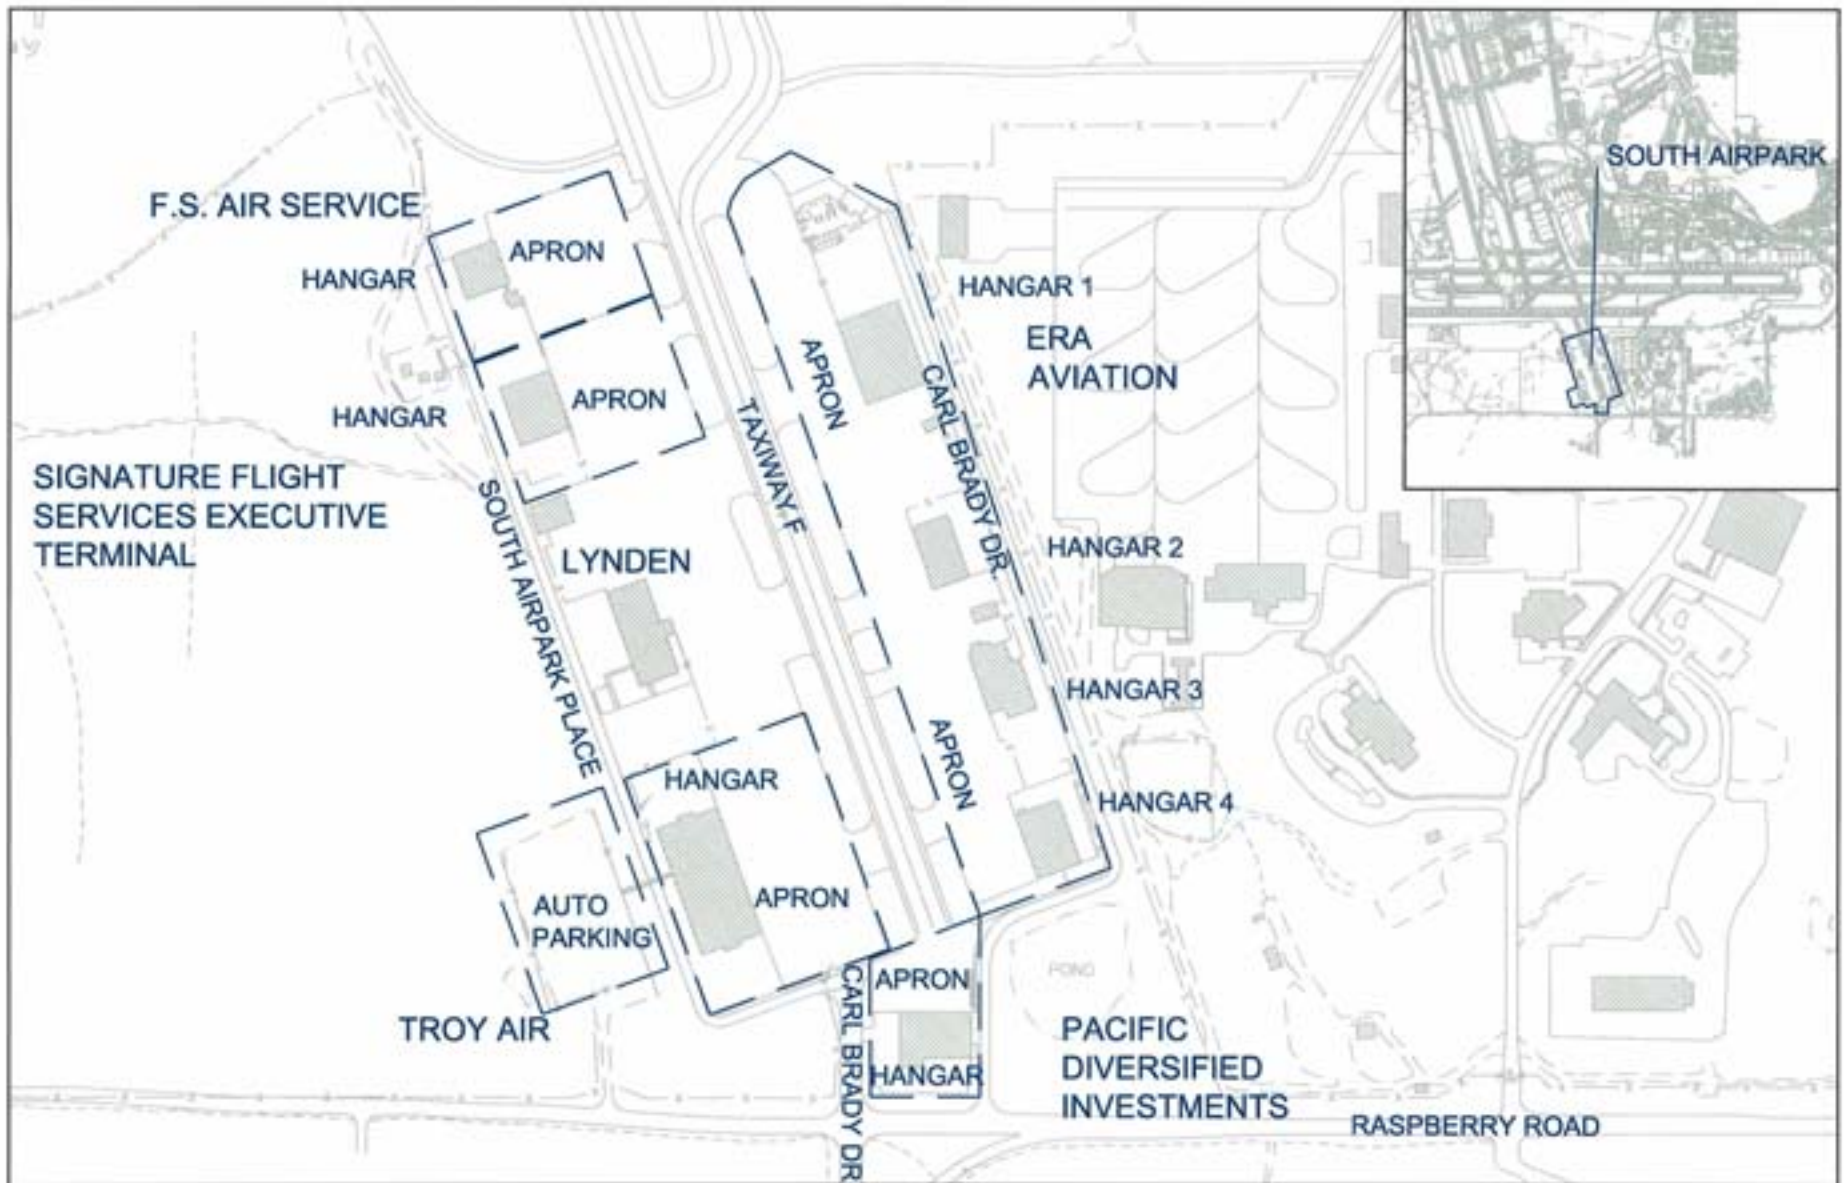 SOUTH AIRPARK
F.S. AIR SERVICE
APRON
HANGAR
HANGAR 1
ERA
AVIATION
APRON
APRON
HANGAR
TAXIWAY F
CARL BRADY DR.
SIGNATURE FLIGHT
SERVICES EXECUTIVE
TERMINAL
SOUTH AIRPARK PLACE
LYNDEN
HANGAR 2
HANGAR 3
APRON
HANGAR
HANGAR 4
APRON
AUTO
PARKING
TROY AIR
CARL BRADY DR
APRON
HANGAR
POND
PACIFIC
DIVERSIFIED
INVESTMENTS
RASPBERRY ROAD